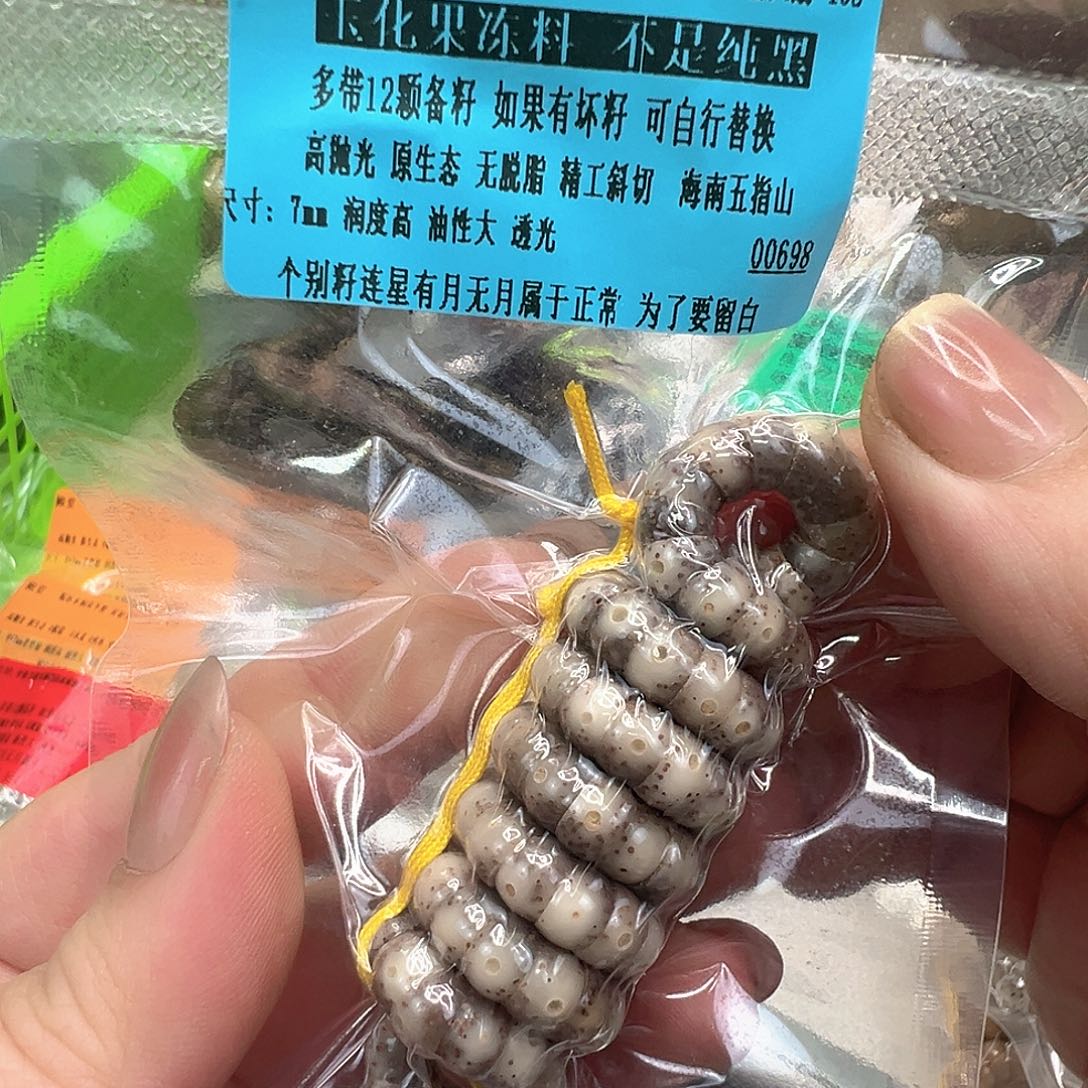 玉化果冻料 不足纯黑
多带12颗备籽 如果有坏籽 可自行替换
高抛光 原生态 无脱脂 精工斜切 海南五指山
尺寸：7mm 润度高 油性大 透光
00698
个别籽连星有月无月属于正常 为了要留白